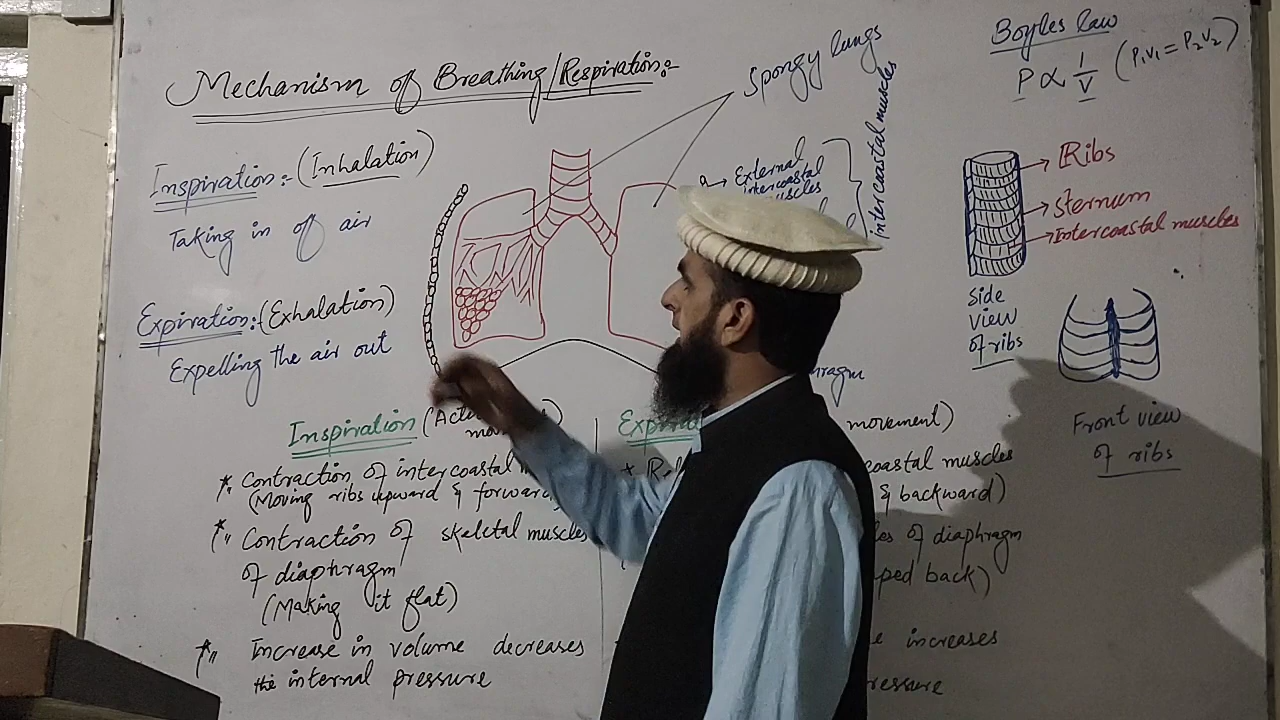 Mechanism of Breathing/Respiration:-
Inspiration: (Inhalation)
Taking in of air
Expiration: (Exhalation)
Expelling the air out
Spongy lungs
External
intercoastal
muscles
intercoastal muscles
Boyles law
P ∝ 1/V (P1V1 = P2V2)
Ribs
sternum
Intercoastal muscles
side
view
of ribs
Front view
of ribs
Inspiration
* Contraction of intercoastal
(Moving ribs upward & forward
* Contraction of skeletal muscles
of diaphragm
(Making it flat)
* Increase in volume decreases
the internal pressure
movement)
coastal muscles
& backward)
of diaphragm
back)
increases